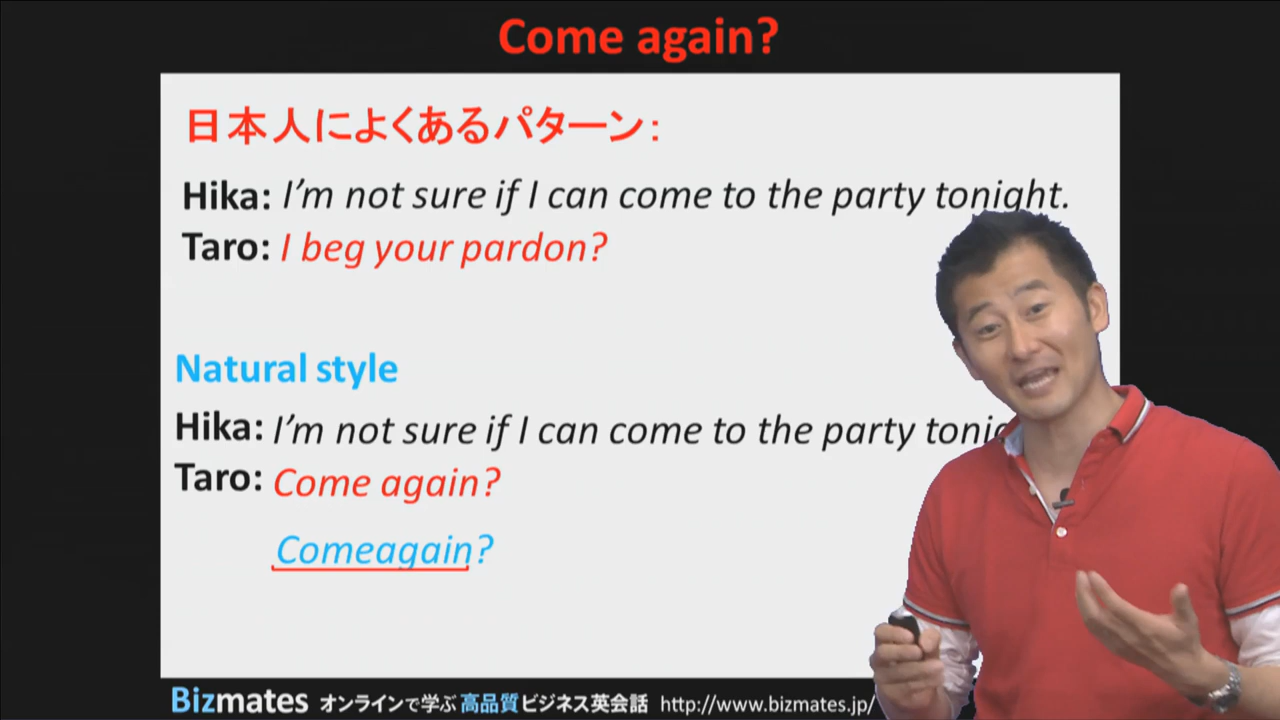 Come again?
日本人によくあるパターン：
Hika: I'm not sure if I can come to the party tonight.
Taro: I beg your pardon?
Natural style
Hika: I'm not sure if I can come to the party tonig
Taro: Come again?
Comeagain?
Bizmates オンラインで学ぶ高品質ビジネス英会話 http://www.bizmates.jp/